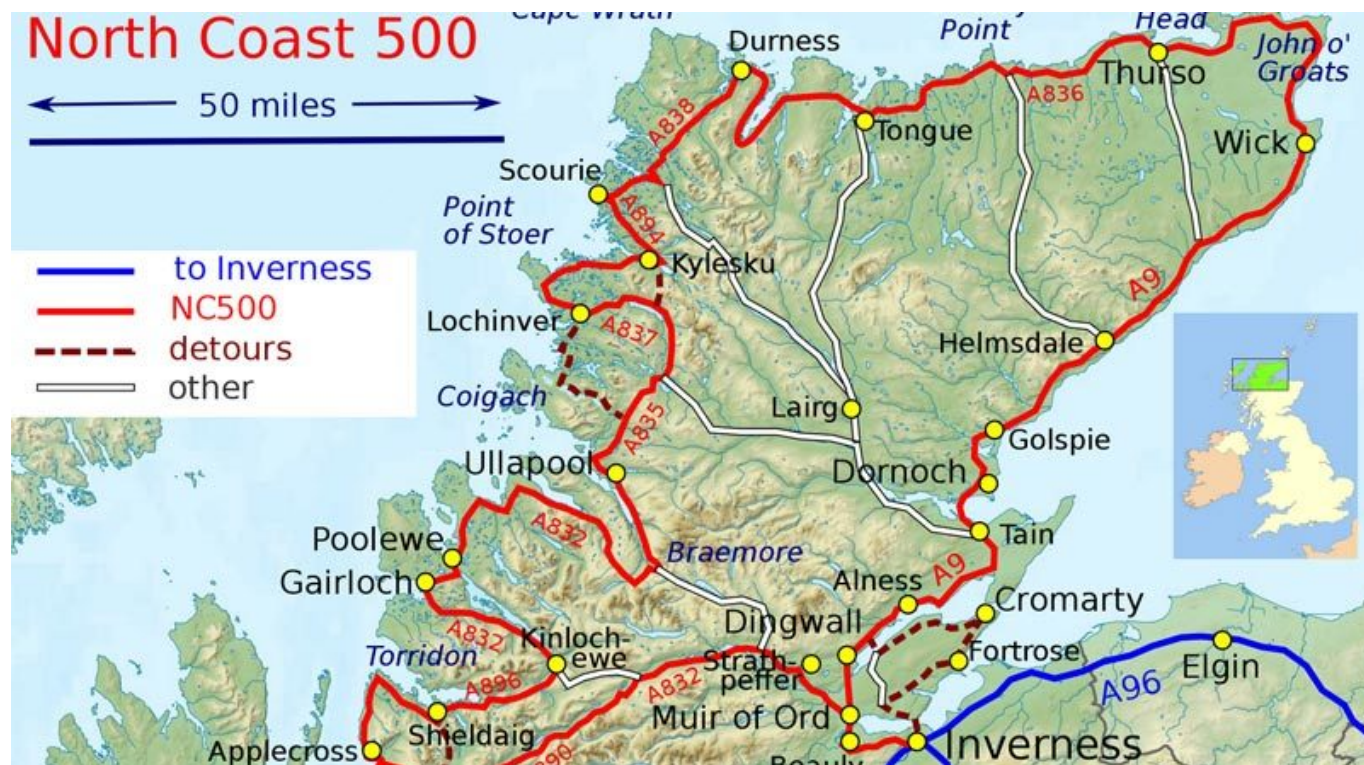 North Coast 500
50 miles
to Inverness
NC500
detours
other
Point
Head
Durness
John o'
Groats
Thurso
A836
A838
Tongue
Wick
Scourie
Point
of Stoer
A894
Kylesku
A9
Lochinver
A837
Helmsdale
Coigach
Lairg
A835
Golspie
Ullapool
Dornoch
A832
Tain
Poolewe
Braemore
Gairloch
Alness
A9
Cromarty
Dingwall
A832
Kinloch-
ewe
Torridon
Strath-
peffer
Fortrose
Elgin
A896
A832
A96
Muir of Ord
Shieldaig
Applecross
Inverness